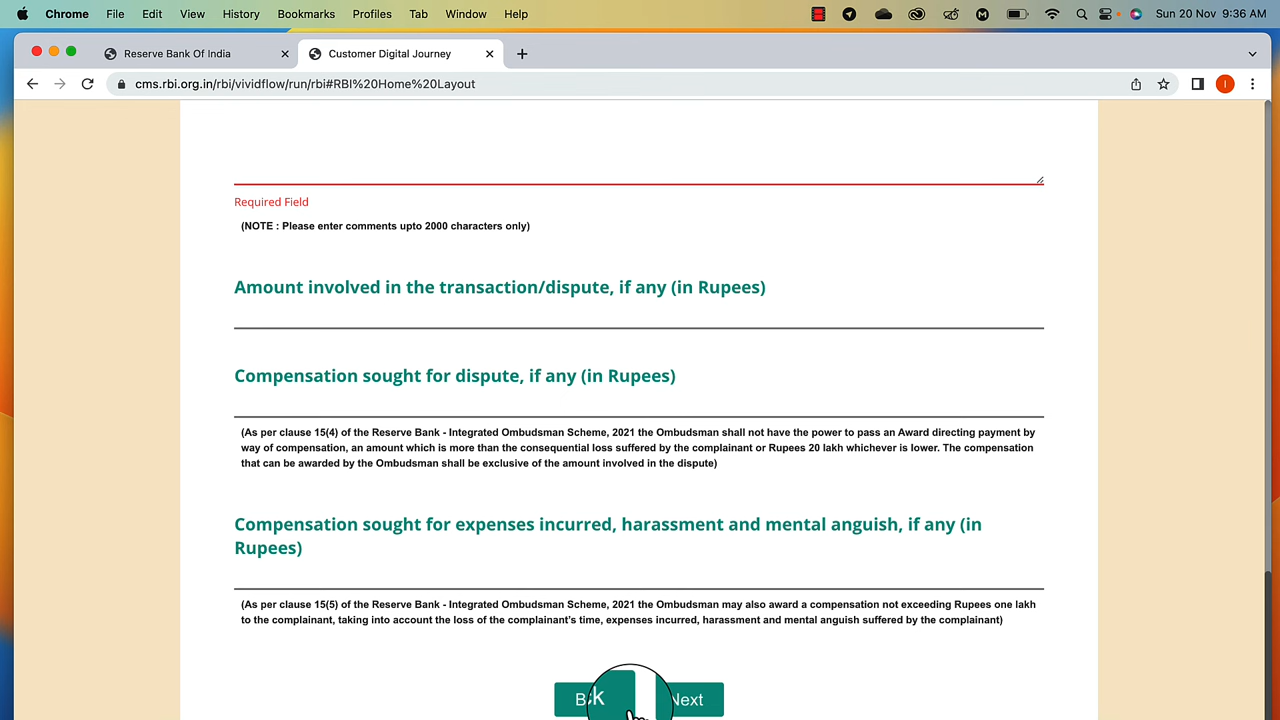 Chrome File Edit View History Bookmarks Profiles Tab Window Help Sun 20 Nov 9:36 AM
Reserve Bank Of India Customer Digital Journey
cms.rbi.org.in/rbi/vividflow/run/rbi#RBI%20Home%20Layout
Required Field
(NOTE : Please enter comments upto 2000 characters only)
Amount involved in the transaction/dispute, if any (in Rupees)
Compensation sought for dispute, if any (in Rupees)
(As per clause 15(4) of the Reserve Bank - Integrated Ombudsman Scheme, 2021 the Ombudsman shall not have the power to pass an Award directing payment by
way of compensation, an amount which is more than the consequential loss suffered by the complainant or Rupees 20 lakh whichever is lower. The compensation
that can be awarded by the Ombudsman shall be exclusive of the amount involved in the dispute)
Compensation sought for expenses incurred, harassment and mental anguish, if any (in
Rupees)
(As per clause 15(5) of the Reserve Bank - Integrated Ombudsman Scheme, 2021 the Ombudsman may also award a compensation not exceeding Rupees one lakh
to the complainant, taking into account the loss of the complainant's time, expenses incurred, harassment and mental anguish suffered by the complainant)
Next